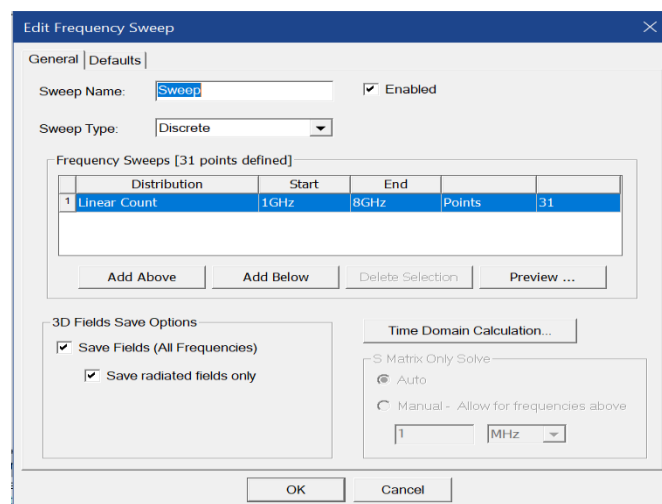 Edit Frequency Sweep
General Defaults
Sweep Name: Sweep Enabled
Sweep Type: Discrete
Frequency Sweeps [31 points defined]
Distribution Start End
1 Linear Count 1GHz 8GHz Points 31
Add Above Add Below Delete Selection Preview ...
3D Fields Save Options
Save Fields (All Frequencies)
Save radiated fields only
Time Domain Calculation...
S Matrix Only Solve
Auto
Manual - Allow for frequencies above
1 MHz
OK Cancel